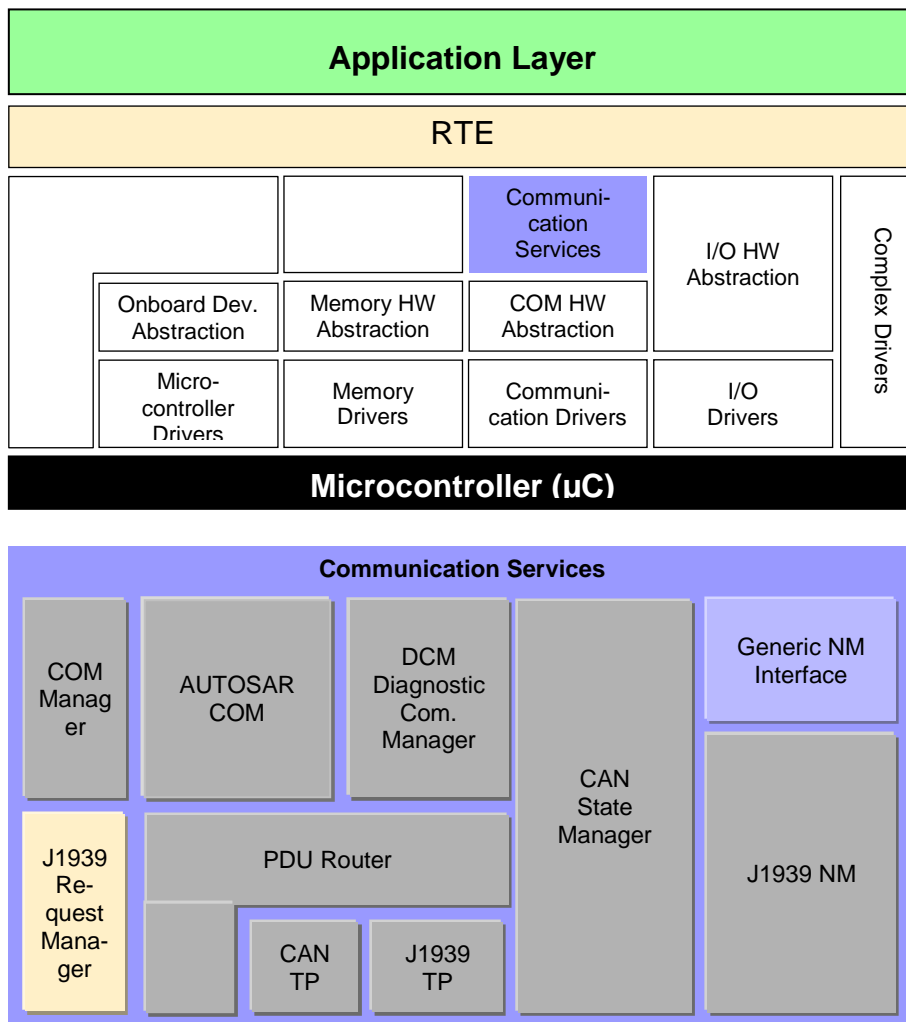 Application Layer
RTE
Communi-
cation
Services
I/O HW
Abstraction
Complex Drivers
Onboard Dev.
Abstraction
Memory HW
Abstraction
COM HW
Abstraction
Micro-
controller
Drivers
Memory
Drivers
Communi-
cation Drivers
I/O
Drivers
Microcontroller (µC)
Communication Services
COM
Manag
er
AUTOSAR
COM
DCM
Diagnostic
Com.
Manager
CAN
State
Manager
Generic NM
Interface
J1939
Re-
quest
Mana-
ger
PDU Router
CAN
TP
J1939
TP
J1939 NM